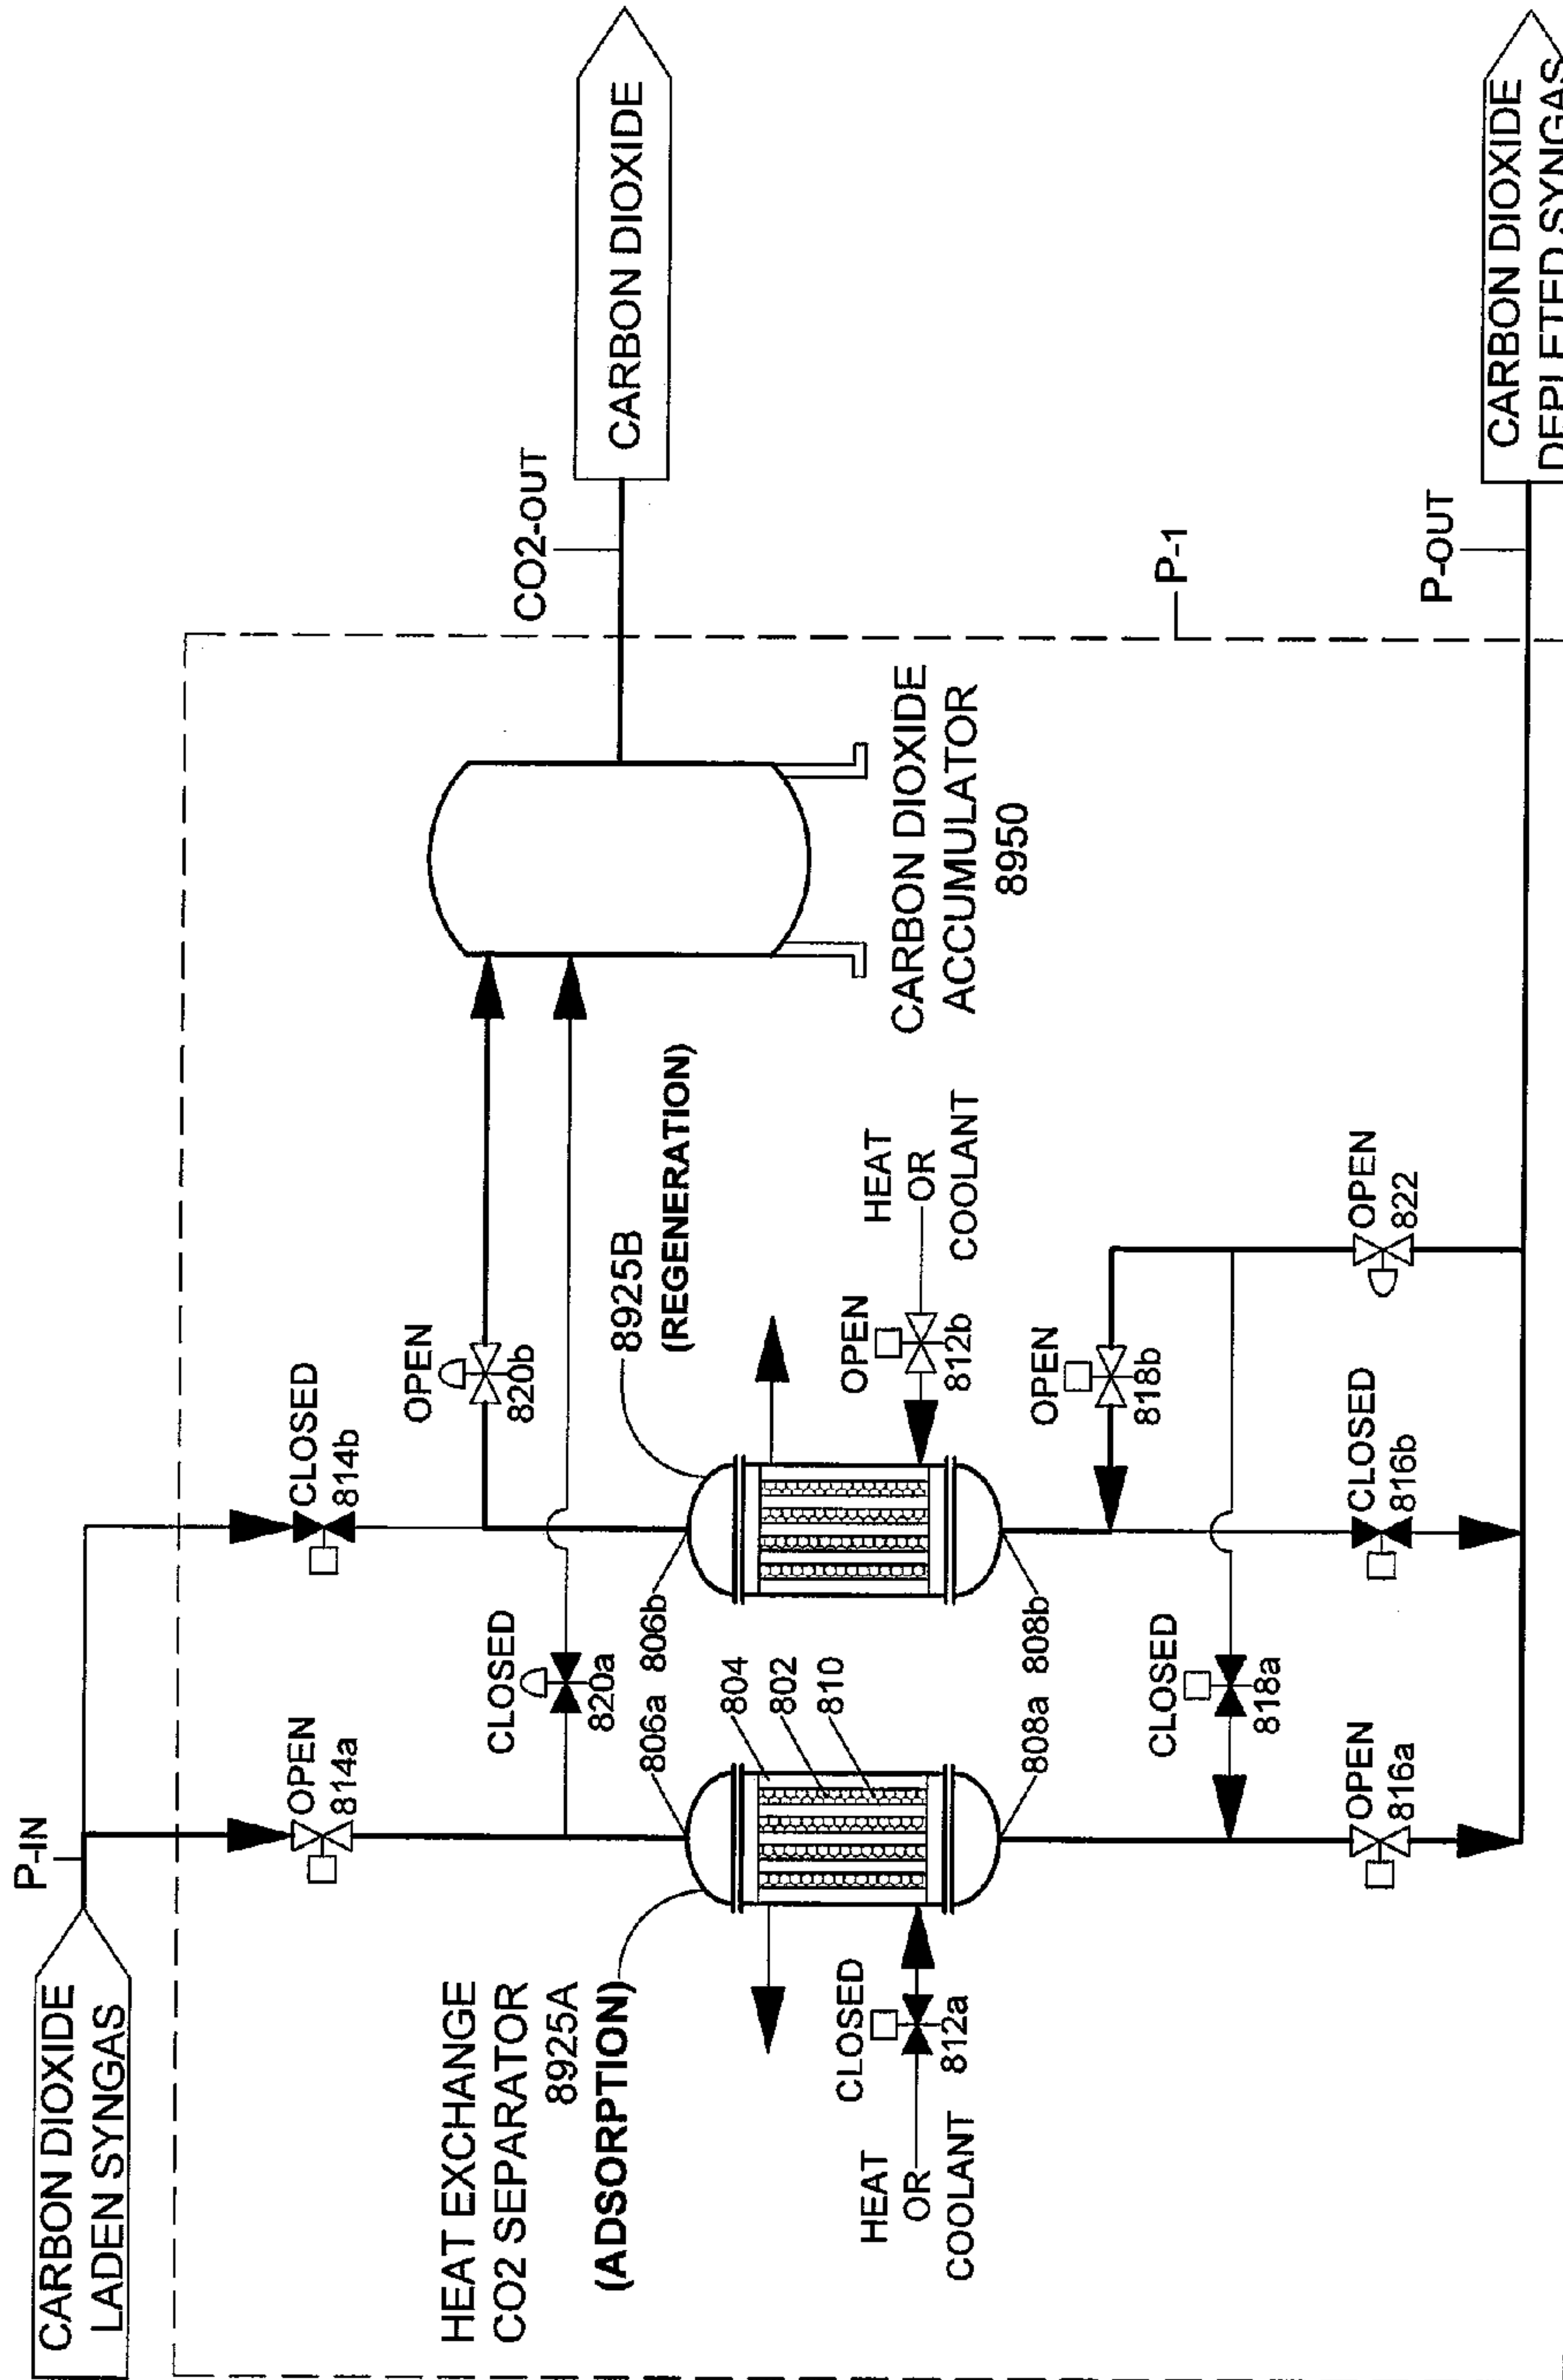 CARBON DIOXIDE
LADEN SYNGAS
P-IN
OPEN
814a
CLOSED
814b
HEAT EXCHANGE
CO2 SEPARATOR
8925A
(ADSORPTION)
CLOSED
820a
OPEN
820b
806a
806b
8925B
(REGENERATION)
804
802
810
808a
808b
HEAT
OR
COOLANT
CLOSED
812a
OPEN
812b
HEAT
OR
COOLANT
CARBON DIOXIDE
ACCUMULATOR
8950
CO2-OUT
CARBON DIOXIDE
P-1
CLOSED
818a
OPEN
818b
OPEN
816a
CLOSED
816b
OPEN
822
P-OUT
CARBON DIOXIDE
DEPLETED SYNGAS